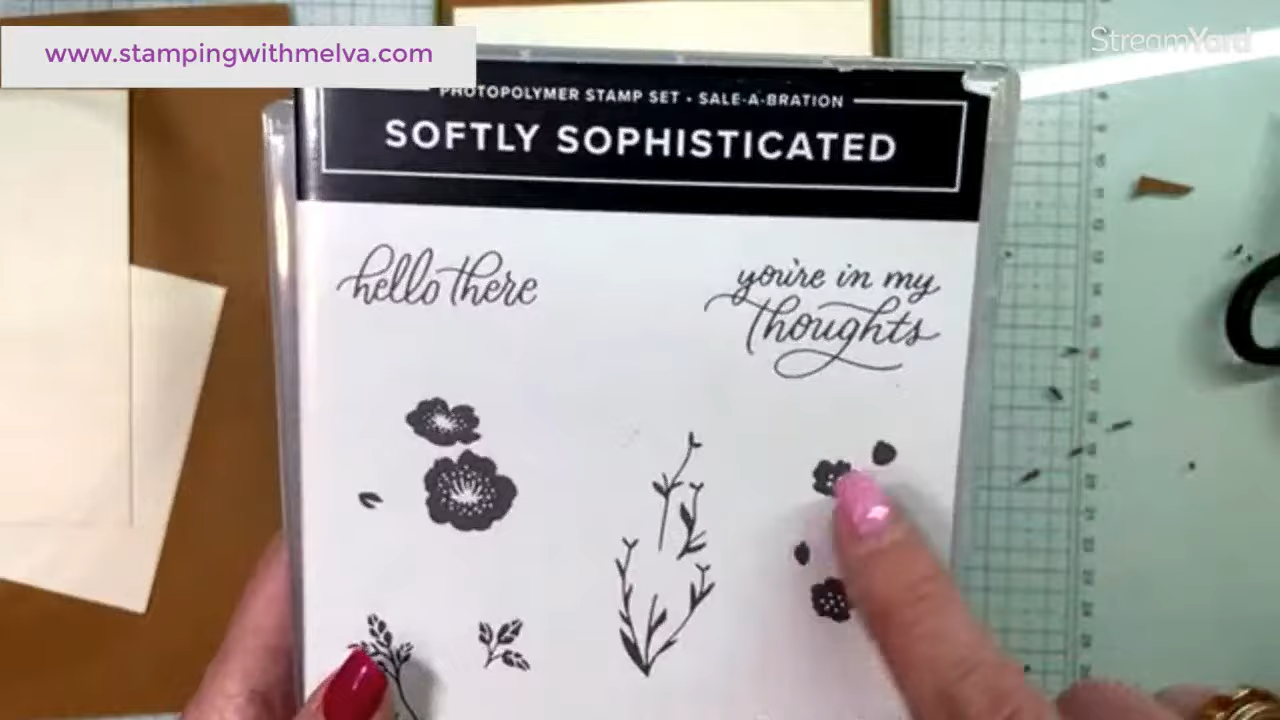 www.stampingwithmelva.com
StreamYard
PHOTOPOLYMER STAMP SET • SALE-A-BRATION
SOFTLY SOPHISTICATED
hello there
you're in my
thoughts